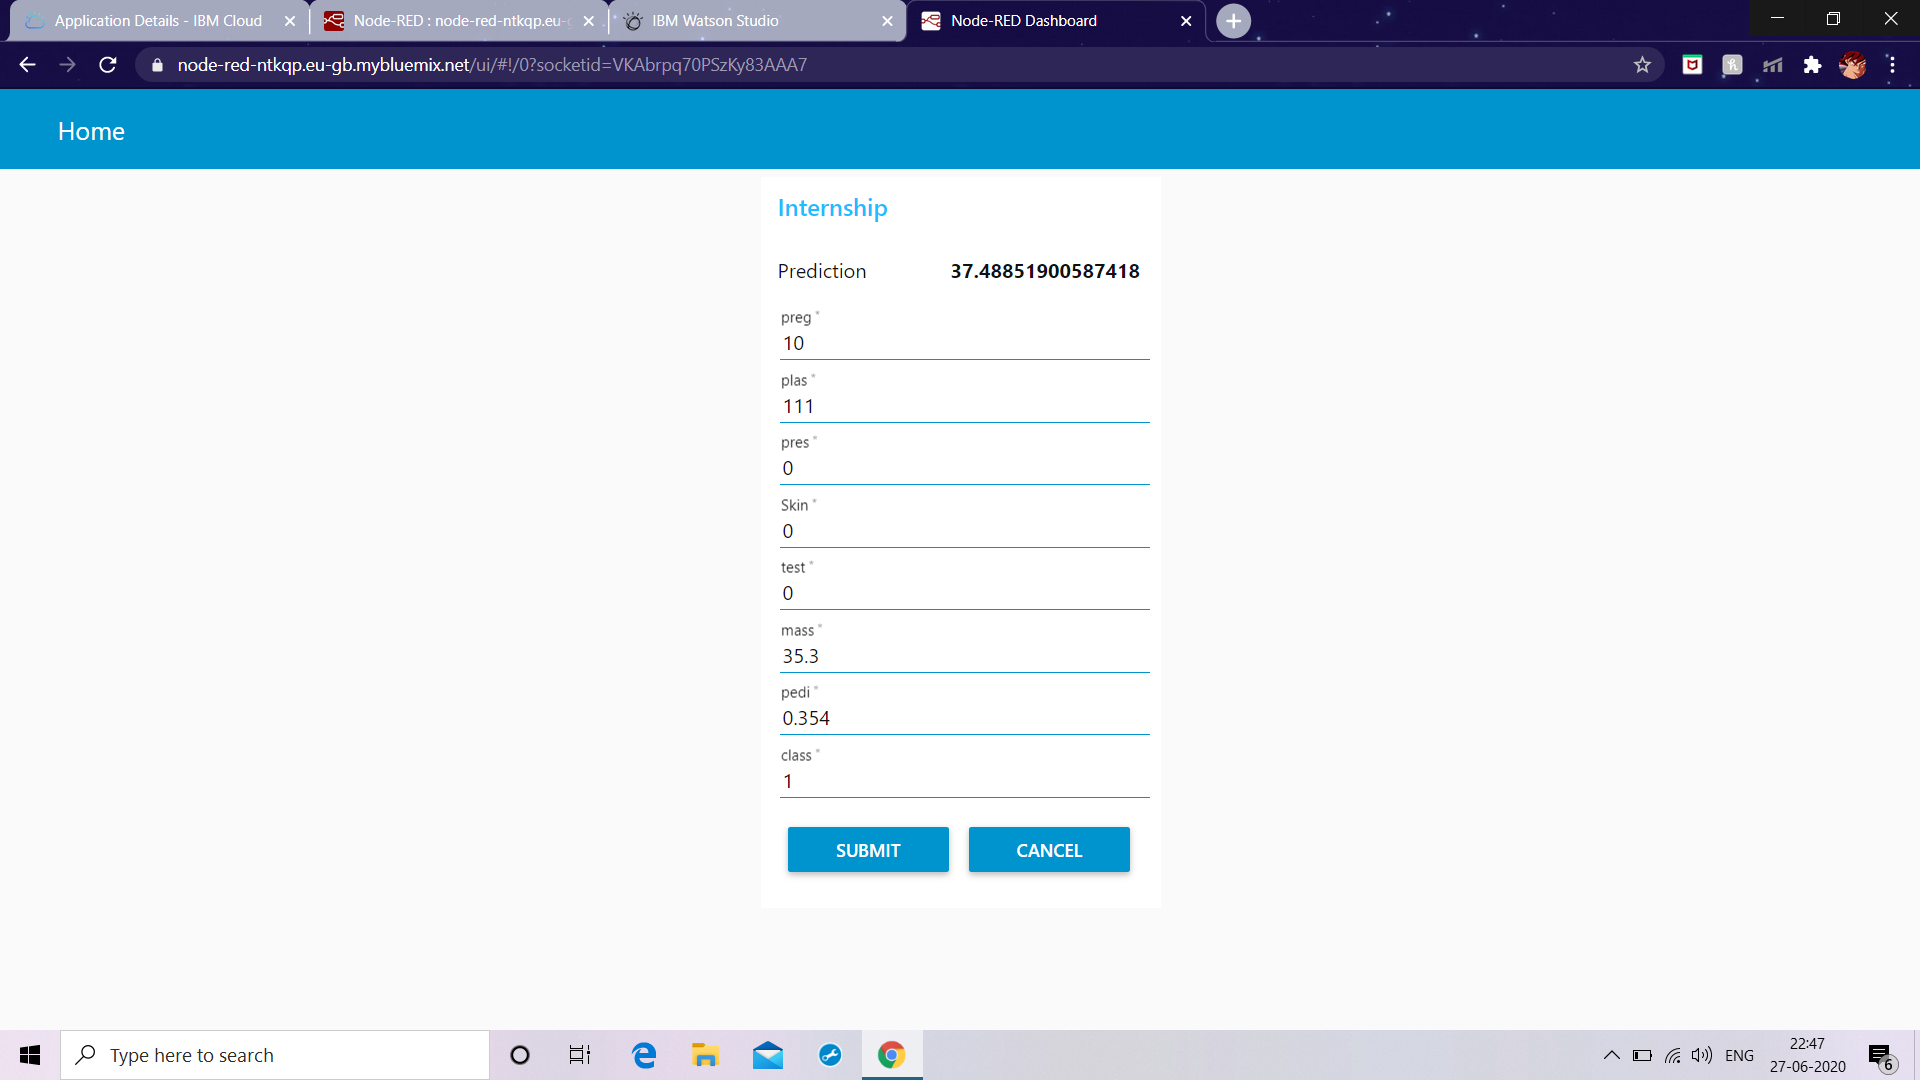 Application Details - IBM Cloud
Node-RED : node-red-ntkqp.eu-g
IBM Watson Studio
Node-RED Dashboard
node-red-ntkqp.eu-gb.mybluemix.net/ui/#!/0?socketid=VKAbrpq70PSzKy83AAA7
Home
Internship
Prediction 37.48851900587418
preg *
10
plas *
111
pres *
0
Skin *
0
test *
0
mass *
35.3
pedi *
0.354
class *
1
SUBMIT CANCEL
Type here to search
ENG
22:47
27-06-2020
6